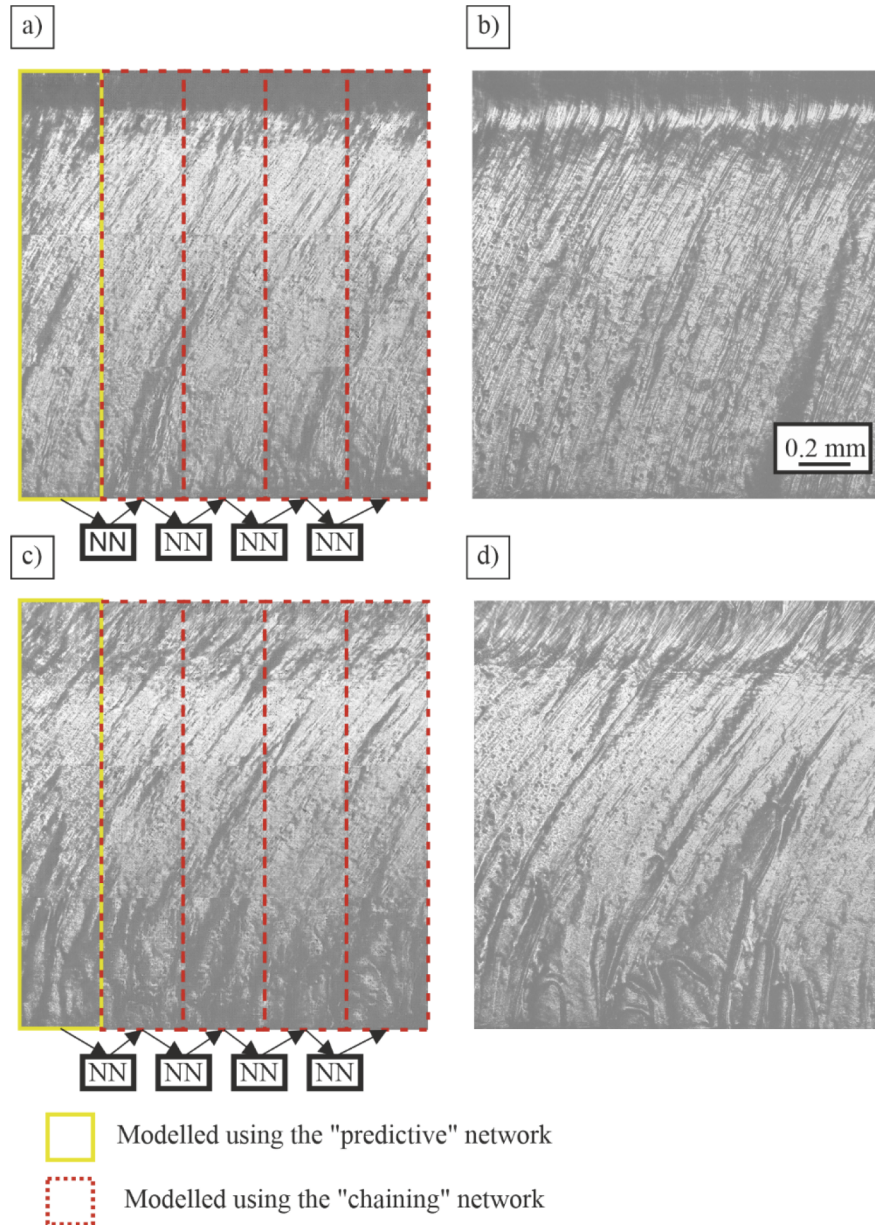 a)
b)
0.2 mm
NN NN NN NN
c)
d)
NN NN NN NN
Modelled using the "predictive" network
Modelled using the "chaining" network